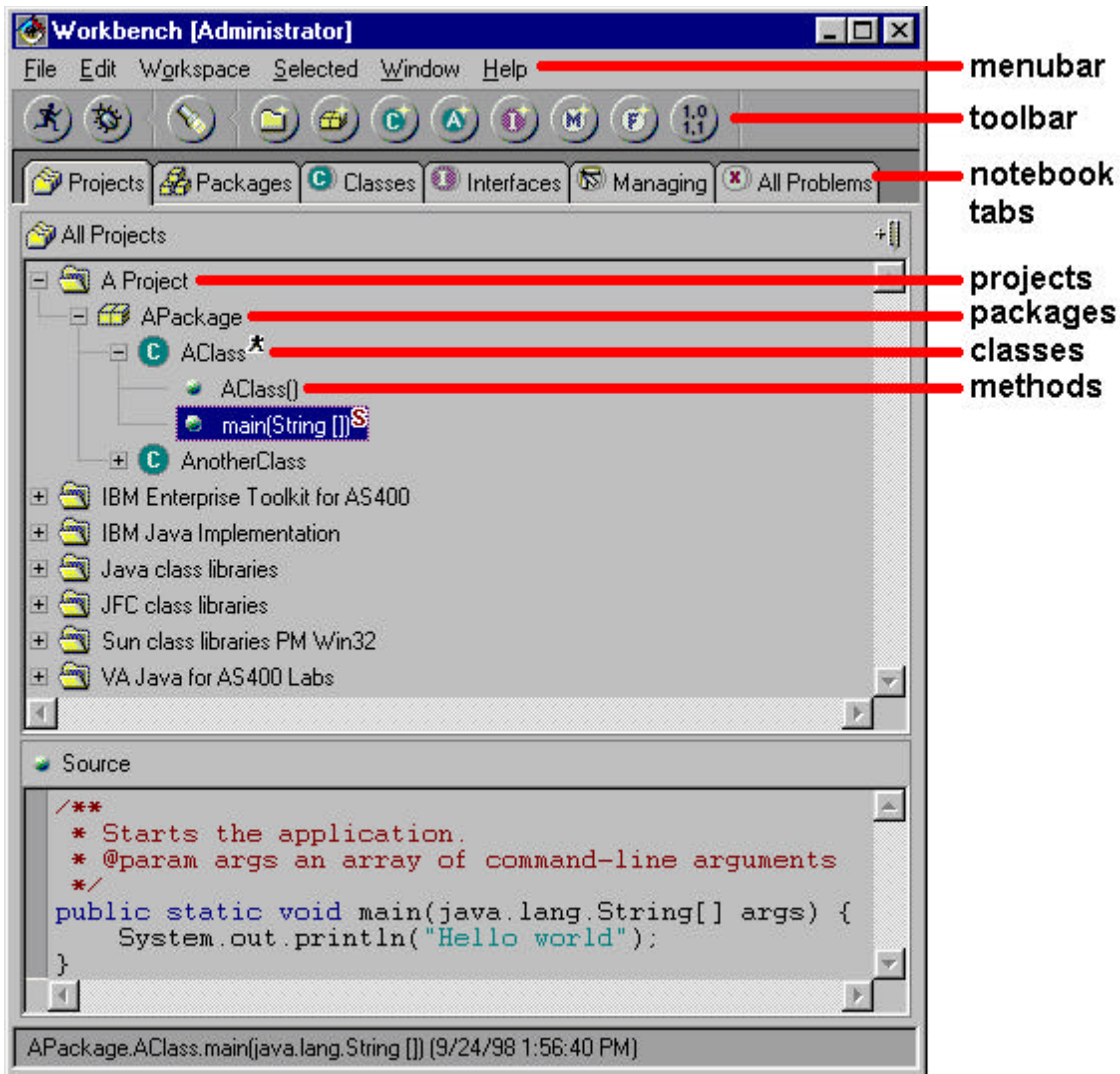 Workbench [Administrator]
File Edit Workspace Selected Window Help
menubar
C A I M F 1.0 1.1
toolbar
Projects Packages C Classes I Interfaces Managing X All Problems
notebook tabs
All Projects
A Project
projects
APackage
packages
C AClass
classes
AClass()
methods
main(String []) S
C AnotherClass
IBM Enterprise Toolkit for AS400
IBM Java Implementation
Java class libraries
JFC class libraries
Sun class libraries PM Win32
VA Java for AS400 Labs
Source
/**
* Starts the application.
* @param args an array of command-line arguments
*/
public static void main(java.lang.String[] args) {
System.out.println("Hello world");
}
APackage.AClass.main(java.lang.String []) (9/24/98 1:56:40 PM)